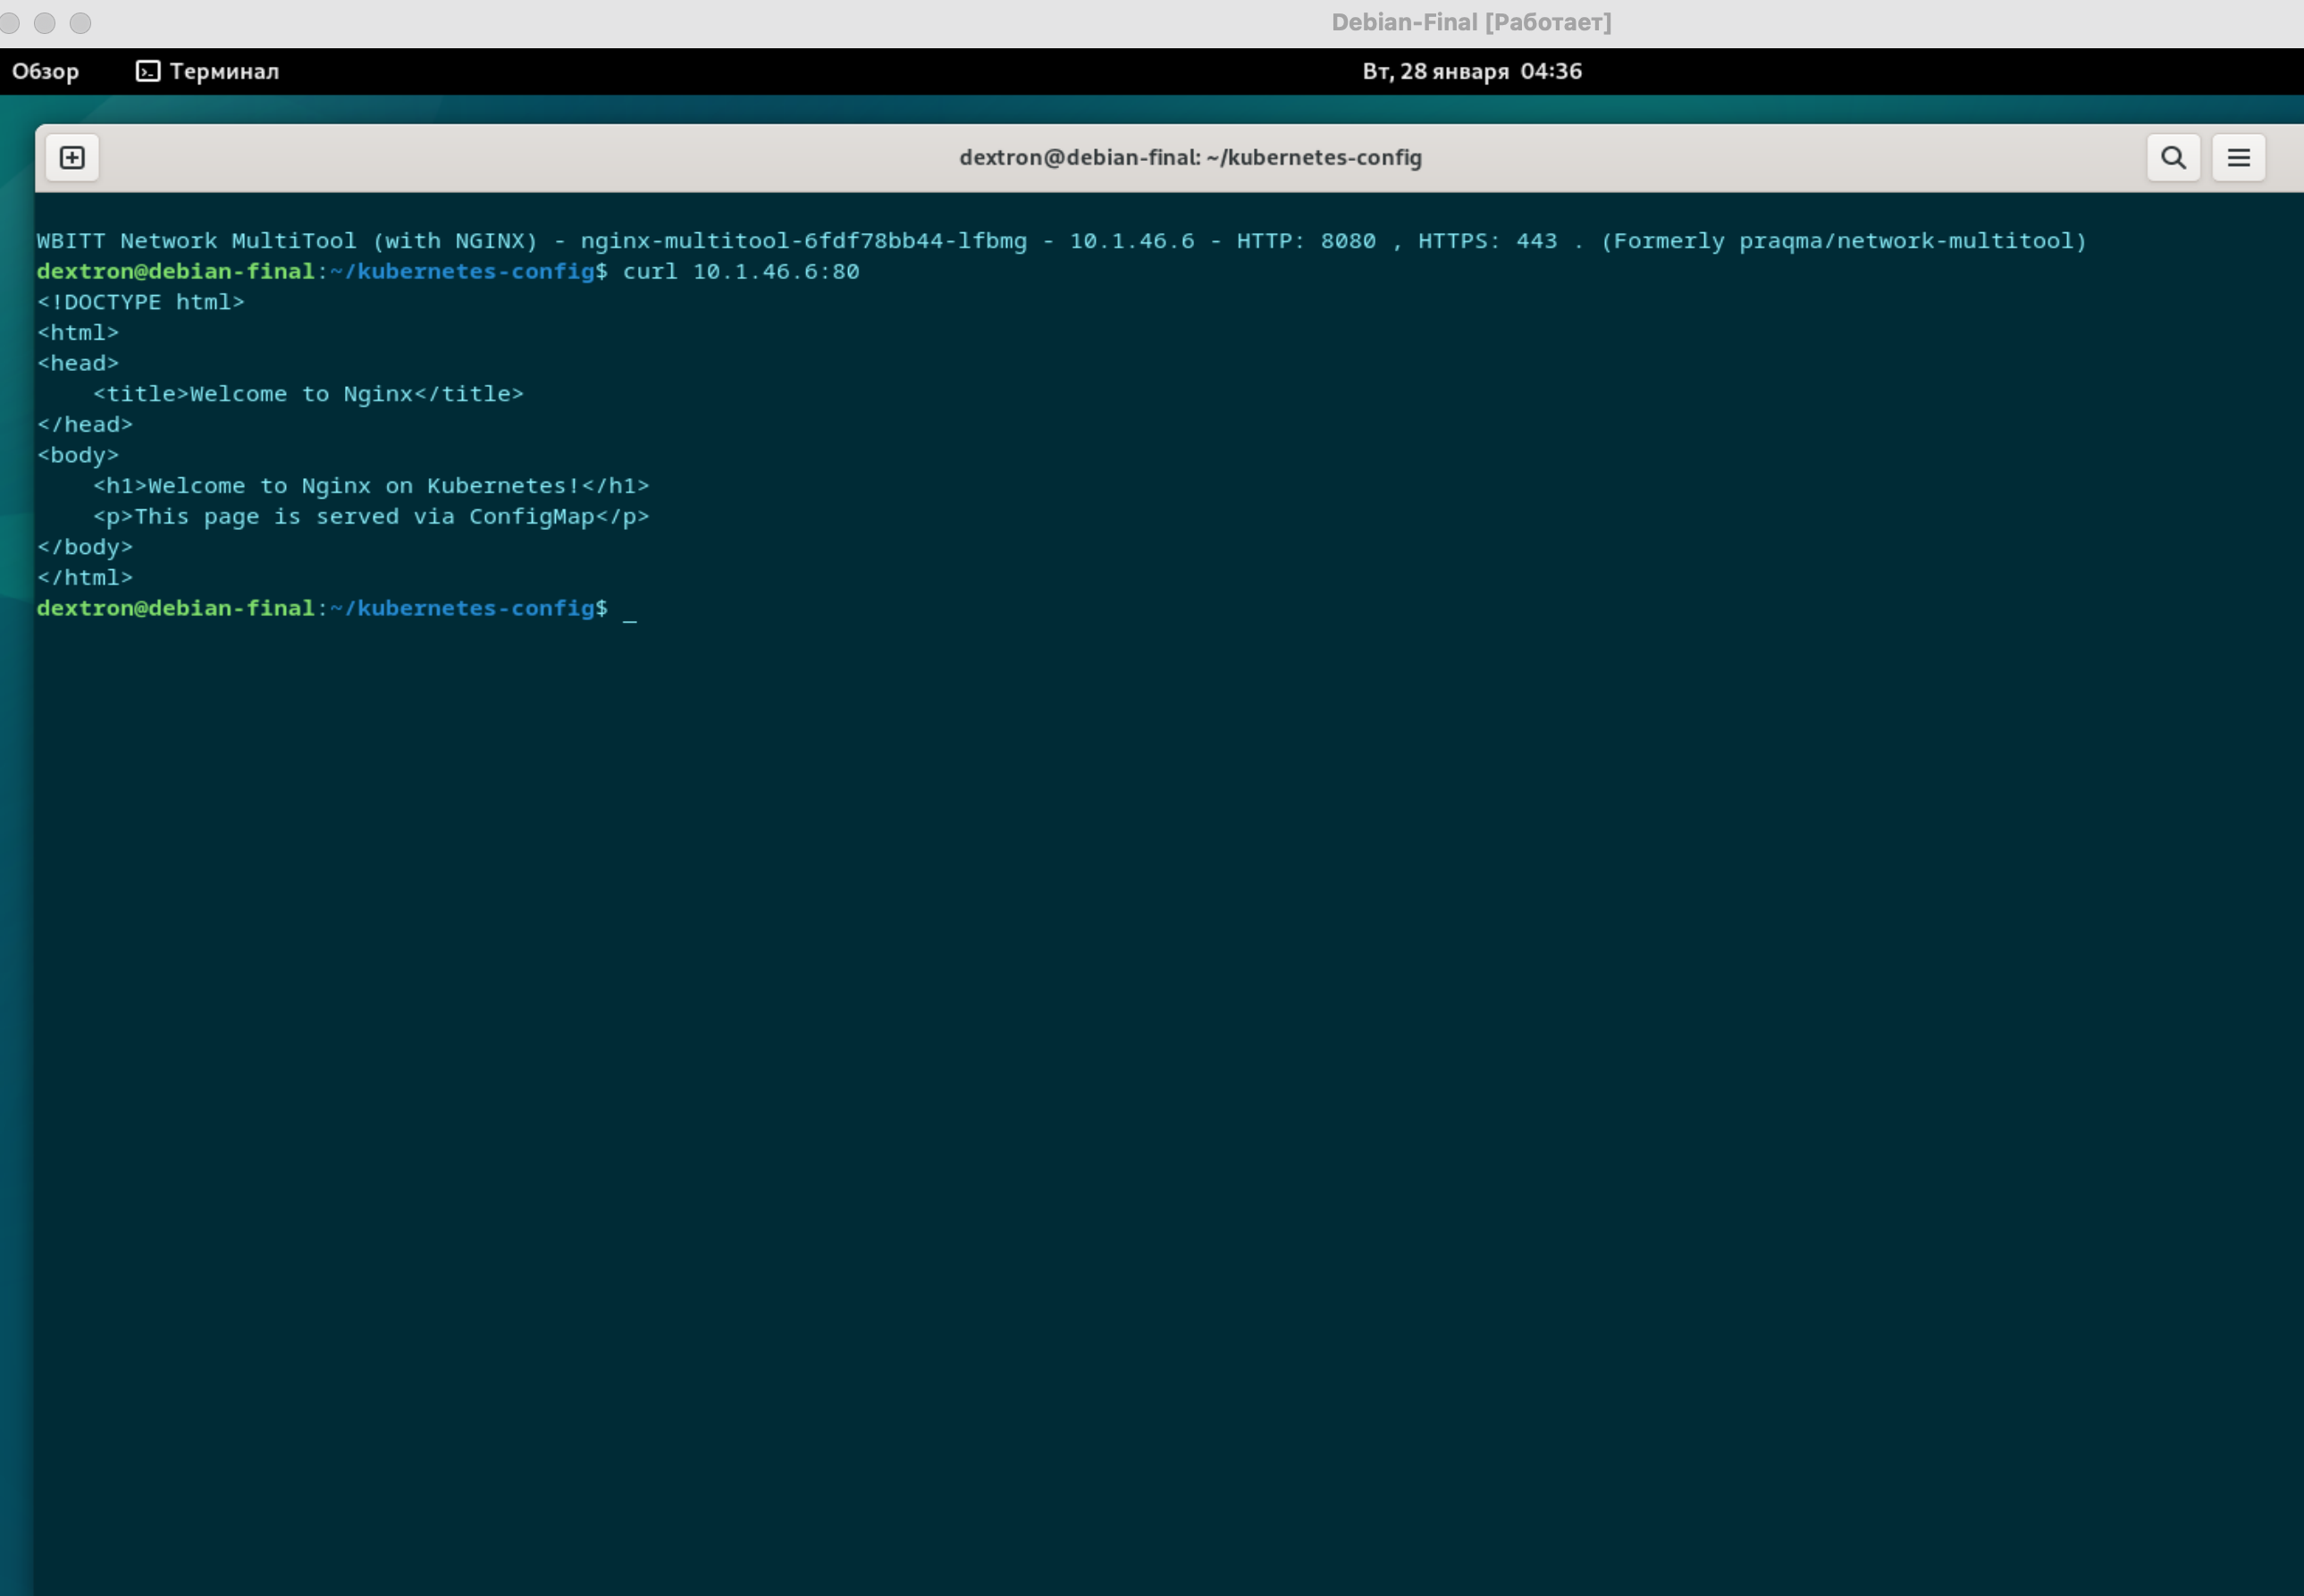 Debian-Final [Работает]
Обзор Терминал Вт, 28 января 04:36
dextron@debian-final: ~/kubernetes-config
WBITT Network MultiTool (with NGINX) - nginx-multitool-6fdf78bb44-lfbmg - 10.1.46.6 - HTTP: 8080 , HTTPS: 443 . (Formerly praqma/network-multitool)
dextron@debian-final:~/kubernetes-config$ curl 10.1.46.6:80
<!DOCTYPE html>
<html>
<head>
    <title>Welcome to Nginx</title>
</head>
<body>
    <h1>Welcome to Nginx on Kubernetes!</h1>
    <p>This page is served via ConfigMap</p>
</body>
</html>
dextron@debian-final:~/kubernetes-config$ _